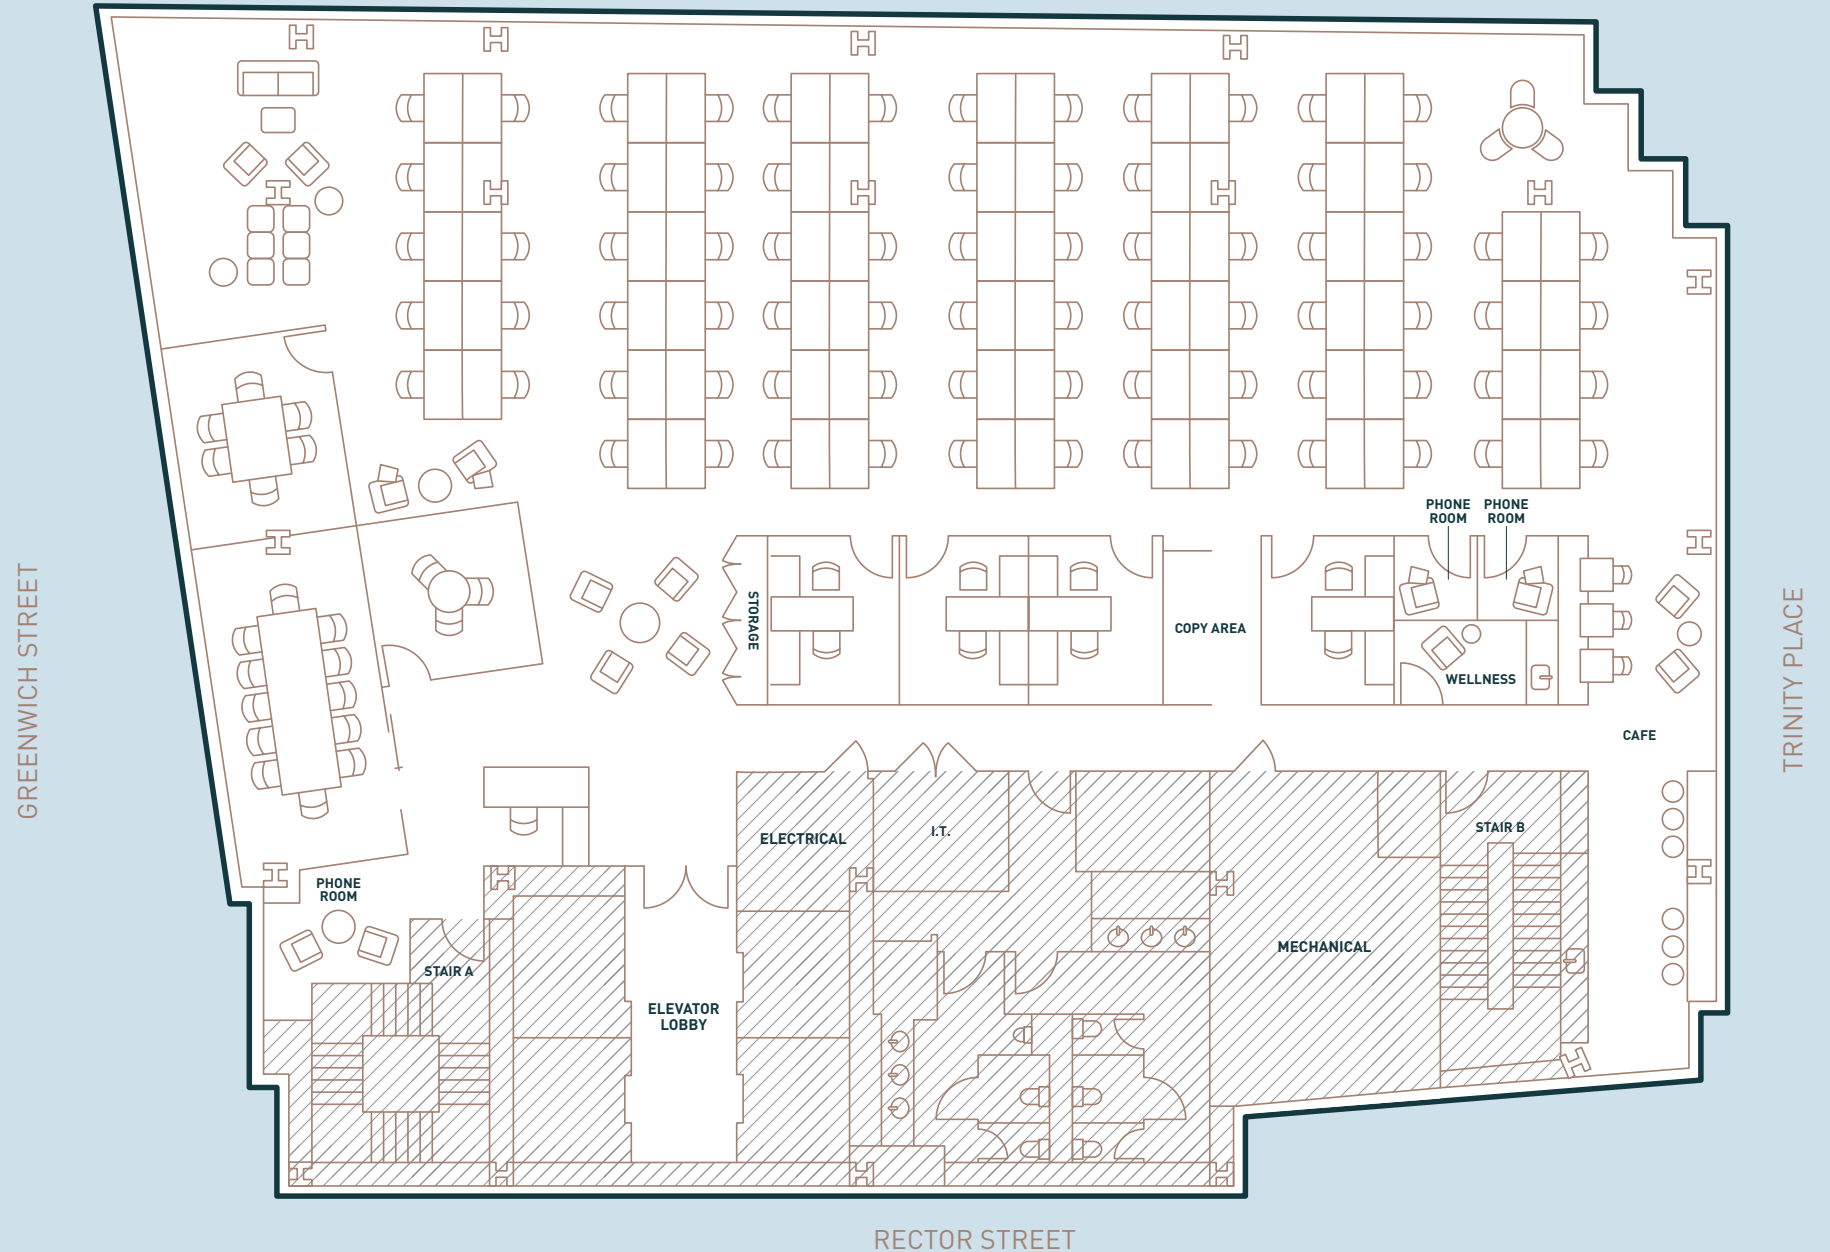 PHONE
ROOM
PHONE
ROOM
STORAGE
COPY AREA
WELLNESS
CAFE
GREENWICH STREET
TRINITY PLACE
ELECTRICAL
I.T.
STAIR B
PHONE
ROOM
STAIR A
MECHANICAL
ELEVATOR
LOBBY
RECTOR STREET